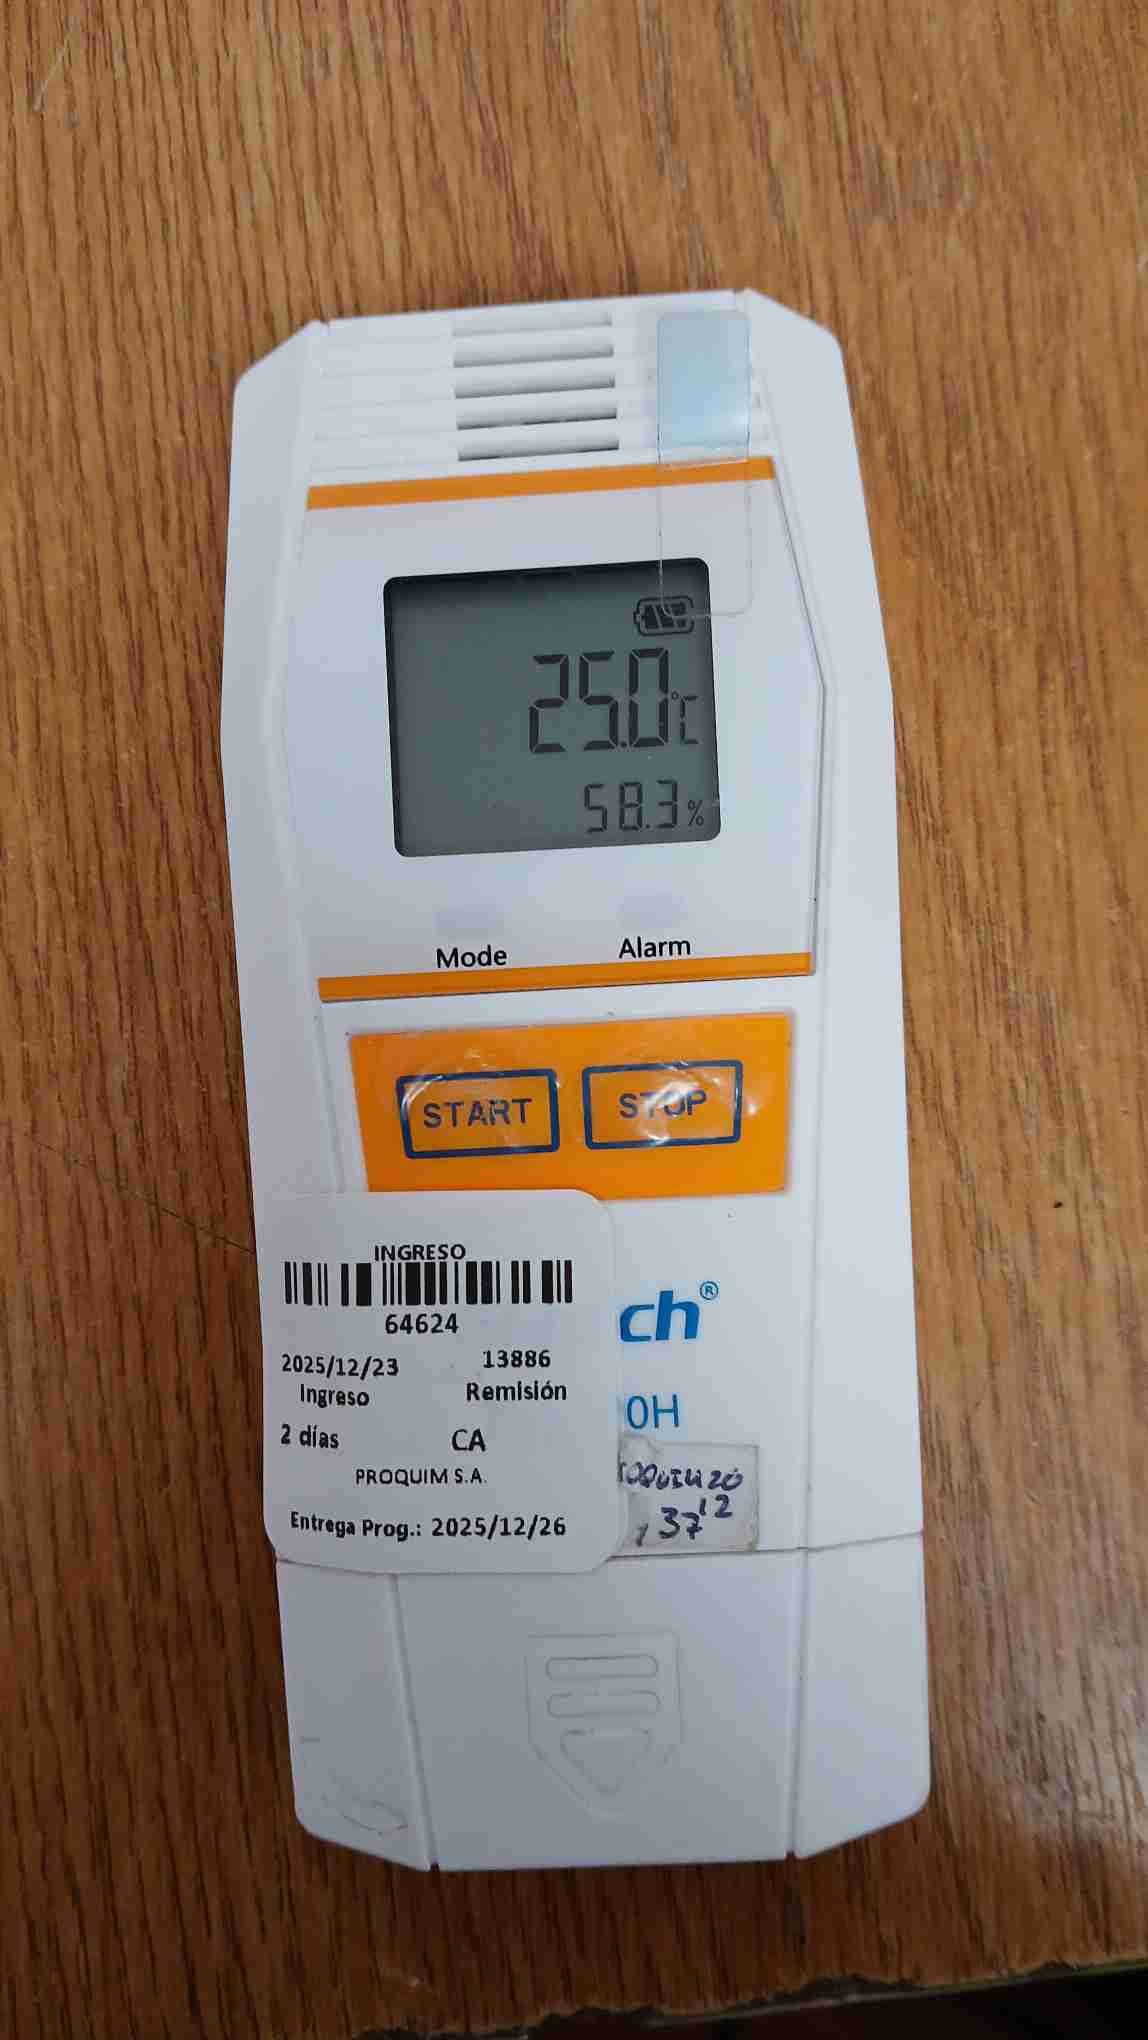 25.0°C
58.3%
Mode Alarm
START STOP
INGRESO
64624
2025/12/23 13886
Ingreso Remisión
2 días CA
PROQUIM S.A.
Entrega Prog.: 2025/12/26
ch®
0H